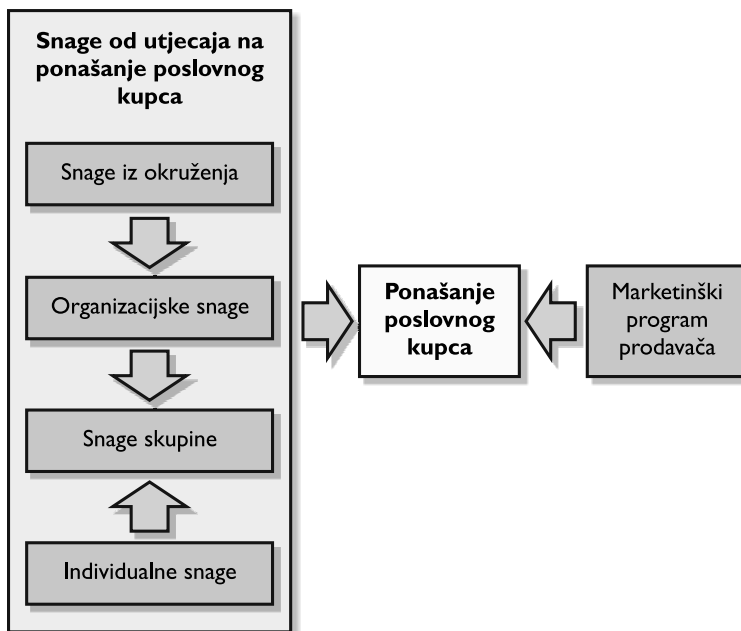 Snage od utjecaja na
ponašanje poslovnog
kupca
Snage iz okruženja
Organizacijske snage
Snage skupine
Individualne snage
Ponašanje
poslovnog
kupca
Marketinški
program
prodavača